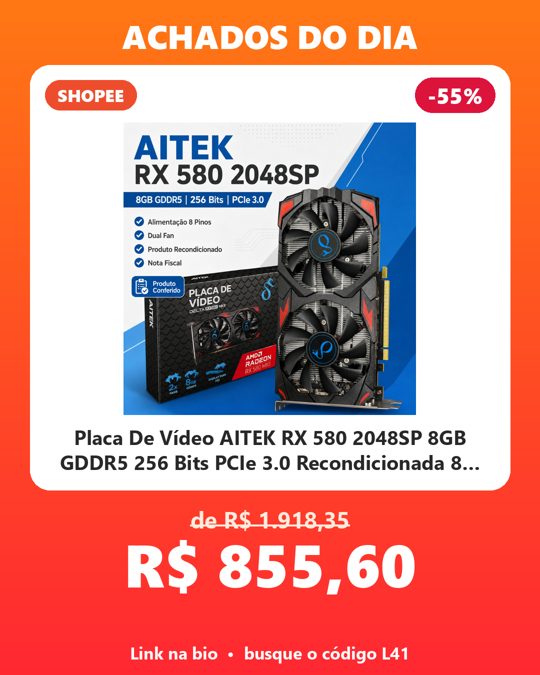 ACHADOS DO DIA
SHOPEE
-55%
AITEK
RX 580 2048SP
8GB GDDR5 | 256 Bits | PCIe 3.0
Alimentação 8 Pinos
Dual Fan
Produto Recondicionado
Nota Fiscal
Produto
Conferido
AITEK
PLACA DE
VÍDEO
AMD
RADEON
2x
8GB
Placa De Vídeo AITEK RX 580 2048SP 8GB
GDDR5 256 Bits PCIe 3.0 Recondicionada 8...
de R$ 1.918,35
R$ 855,60
Link na bio • busque o código L41